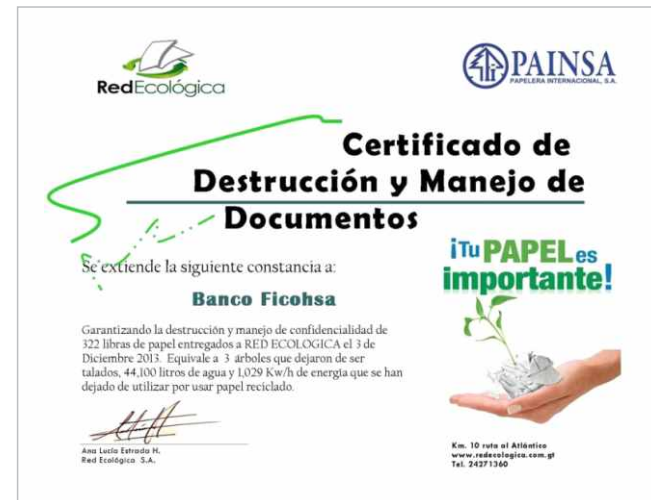 RedEcológica
PAINSA
PAPELERA INTERNACIONAL, S.A.
Certificado de
Destrucción y Manejo de
Documentos
Se extiende la siguiente constancia a:
Banco Ficohsa
Garantizando la destrucción y manejo de confidencialidad de
322 libras de papel entregados a RED ECOLOGICA el 3 de
Diciembre 2013. Equivale a 3 árboles que dejaron de ser
talados, 44,100 litros de agua y 1,029 Kw/h de energía que se han
dejado de utilizar por usar papel reciclado.
Ana Lucía Estrada H.
Red Ecológica S.A.
¡Tu PAPEL es
importante!
Km. 10 ruta al Atlántico
www.redecologica.com.gt
Tel. 24271360